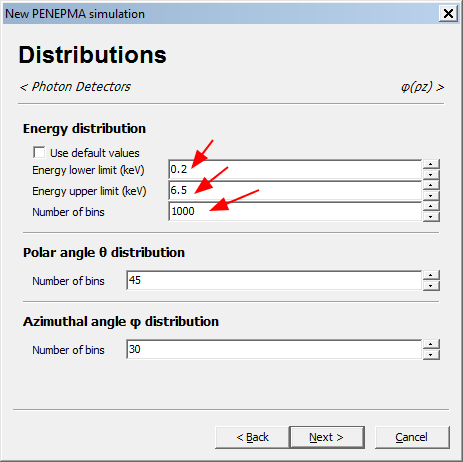 New PENEPMA simulation
Distributions
< Photon Detectors φ(ρz) >
Energy distribution
Use default values
Energy lower limit (keV) 0.2
Energy upper limit (keV) 6.5
Number of bins 1000
Polar angle θ distribution
Number of bins 45
Azimuthal angle φ distribution
Number of bins 30
< Back Next > Cancel